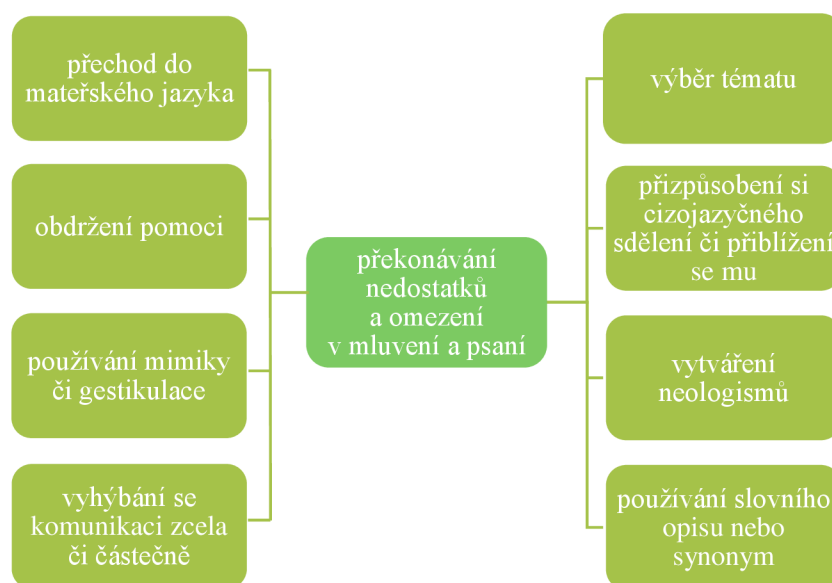 přechod do
mateřského jazyka
obdržení pomoci
používání mimiky
či gestikulace
vyhýbání se
komunikaci zcela
či částečně
překonávání
nedostatků
a omezení
v mluvení a psaní
výběr tématu
přizpůsobení si
cizojazyčného
sdělení či přiblížení
se mu
vytváření
neologismů
používání slovního
opisu nebo
synonym